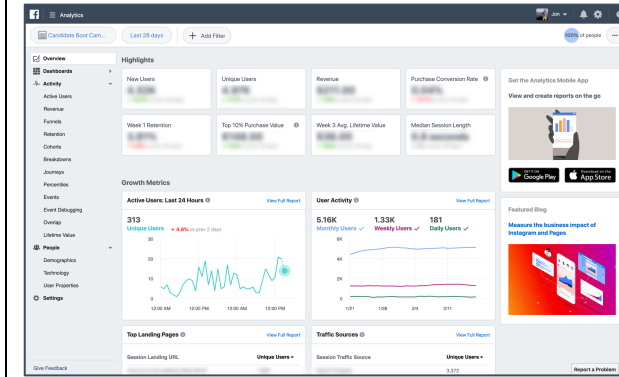 Analytics
Jon
Candidate Boot Cam...
Last 28 days
Add Filter
100% of people
Overview
Dashboards
Activity
Active Users
Revenue
Funnels
Retention
Cohorts
Breakdowns
Journeys
Percentiles
Events
Event Debugging
Overlap
Lifetime Value
People
Demographics
Technology
User Properties
Settings
Give Feedback
Highlights
New Users
Unique Users
Revenue
Purchase Conversion Rate
Week 1 Retention
Top 10% Purchase Value
Week 3 Avg. Lifetime Value
Median Session Length
Growth Metrics
Active Users: Last 24 Hours
View Full Report
313
Unique Users
4.8% vs prev 2 days
30
20
10
0
12:00 AM 12:00 PM 12:00 AM 12:00 PM
User Activity
View Full Report
5.16K 1.33K 181
Monthly Users Weekly Users Daily Users
6K
4K
2K
0
1/21 1/28 2/4 2/11
Top Landing Pages
View Full Report
Session Landing URL Unique Users
Traffic Sources
View Full Report
Session Traffic Source Unique Users
3,372
Get the Analytics Mobile App
View and create reports on the go
GET IT ON
Google Play
Download on the
App Store
Featured Blog
Measure the business impact of
Instagram and Pages
Report a Problem